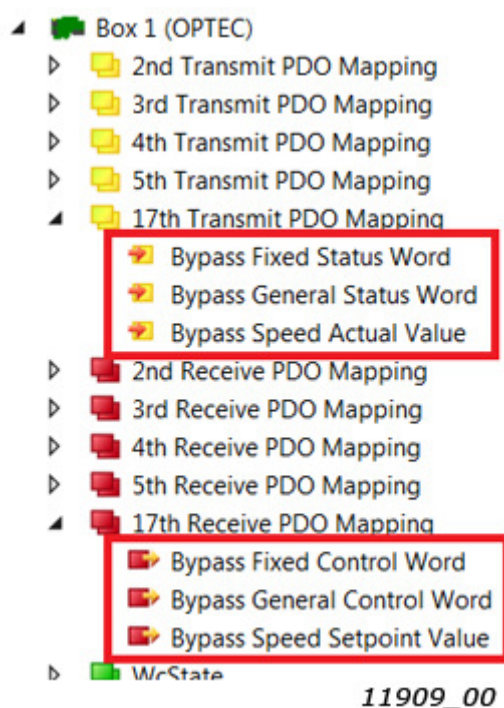 Box 1 (OPTEC)
2nd Transmit PDO Mapping
3rd Transmit PDO Mapping
4th Transmit PDO Mapping
5th Transmit PDO Mapping
17th Transmit PDO Mapping
Bypass Fixed Status Word
Bypass General Status Word
Bypass Speed Actual Value
2nd Receive PDO Mapping
3rd Receive PDO Mapping
4th Receive PDO Mapping
5th Receive PDO Mapping
17th Receive PDO Mapping
Bypass Fixed Control Word
Bypass General Control Word
Bypass Speed Setpoint Value
WcState
11909_00